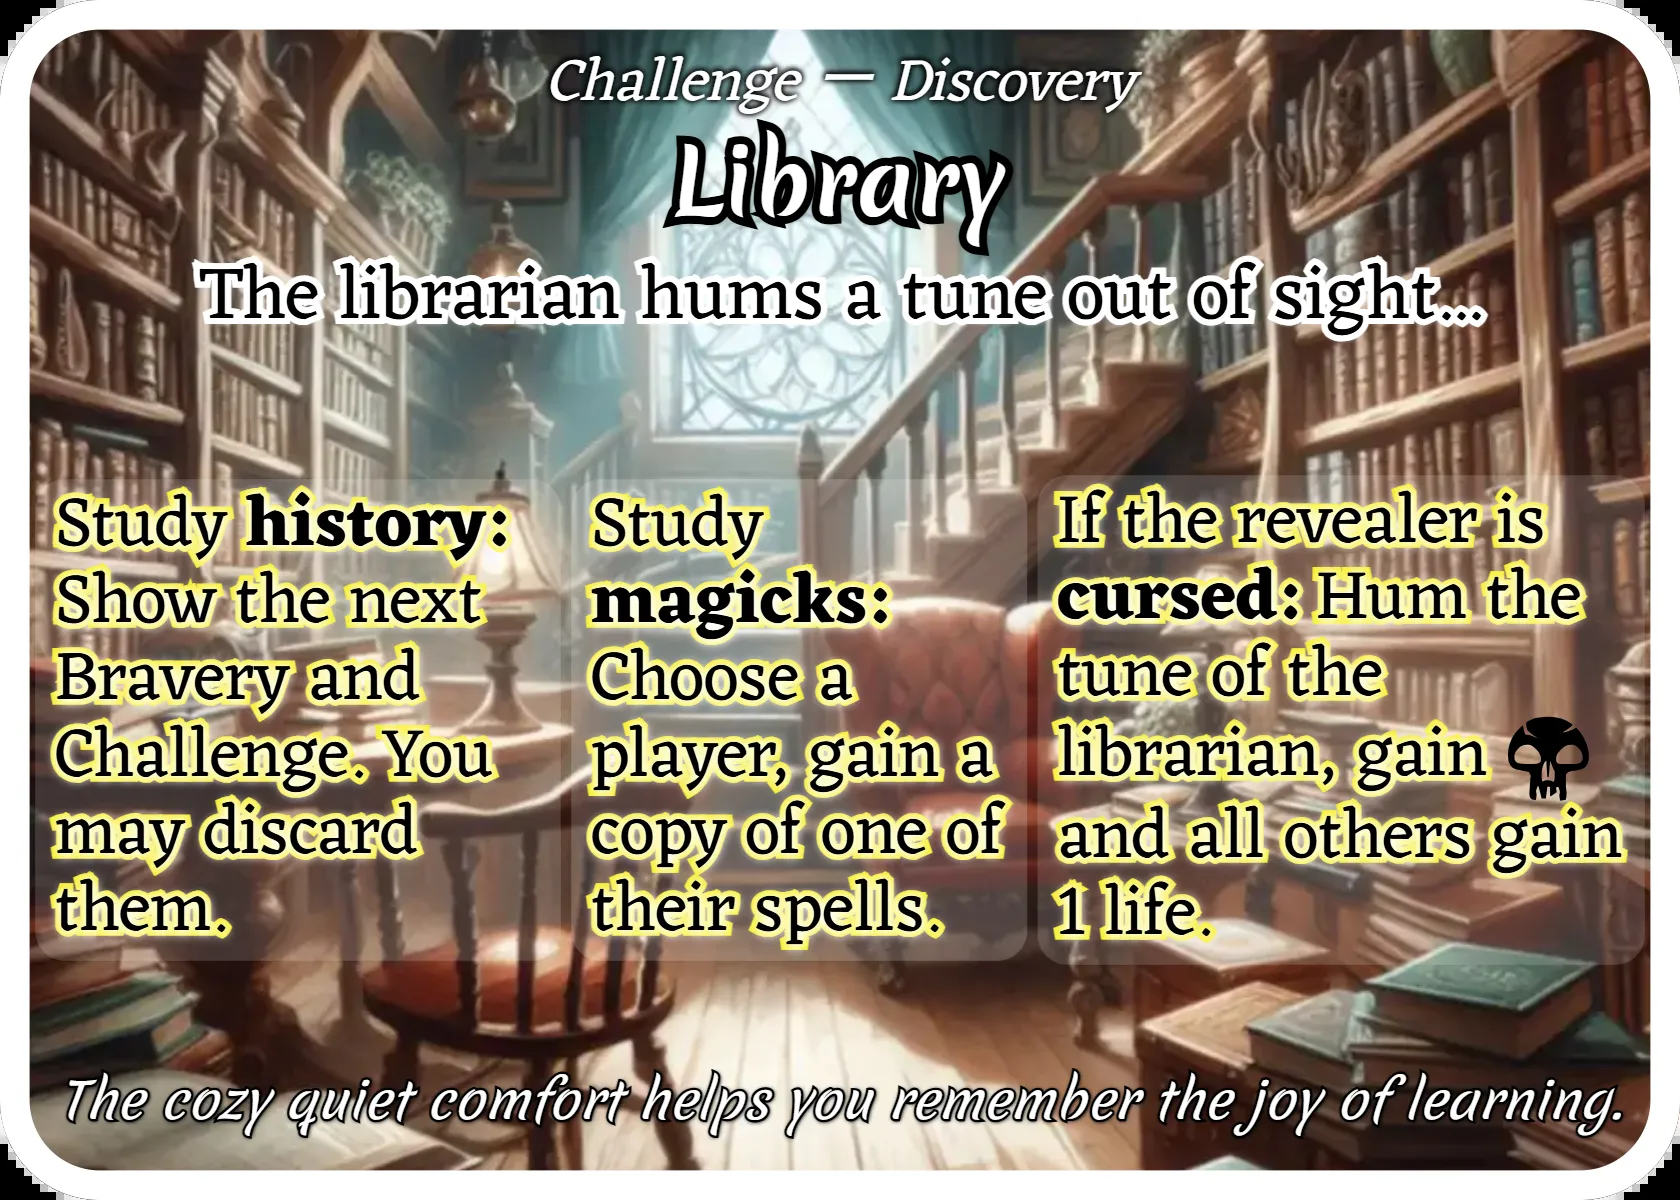 Challenge — Discovery
Library
The librarian hums a tune out of sight...
Study history:
Show the next
Bravery and
Challenge. You
may discard
them.
Study
magicks:
Choose a
player, gain a
copy of one of
their spells.
If the revealer is
cursed: Hum the
tune of the
librarian, gain
and all others gain
1 life.
The cozy quiet comfort helps you remember the joy of learning.